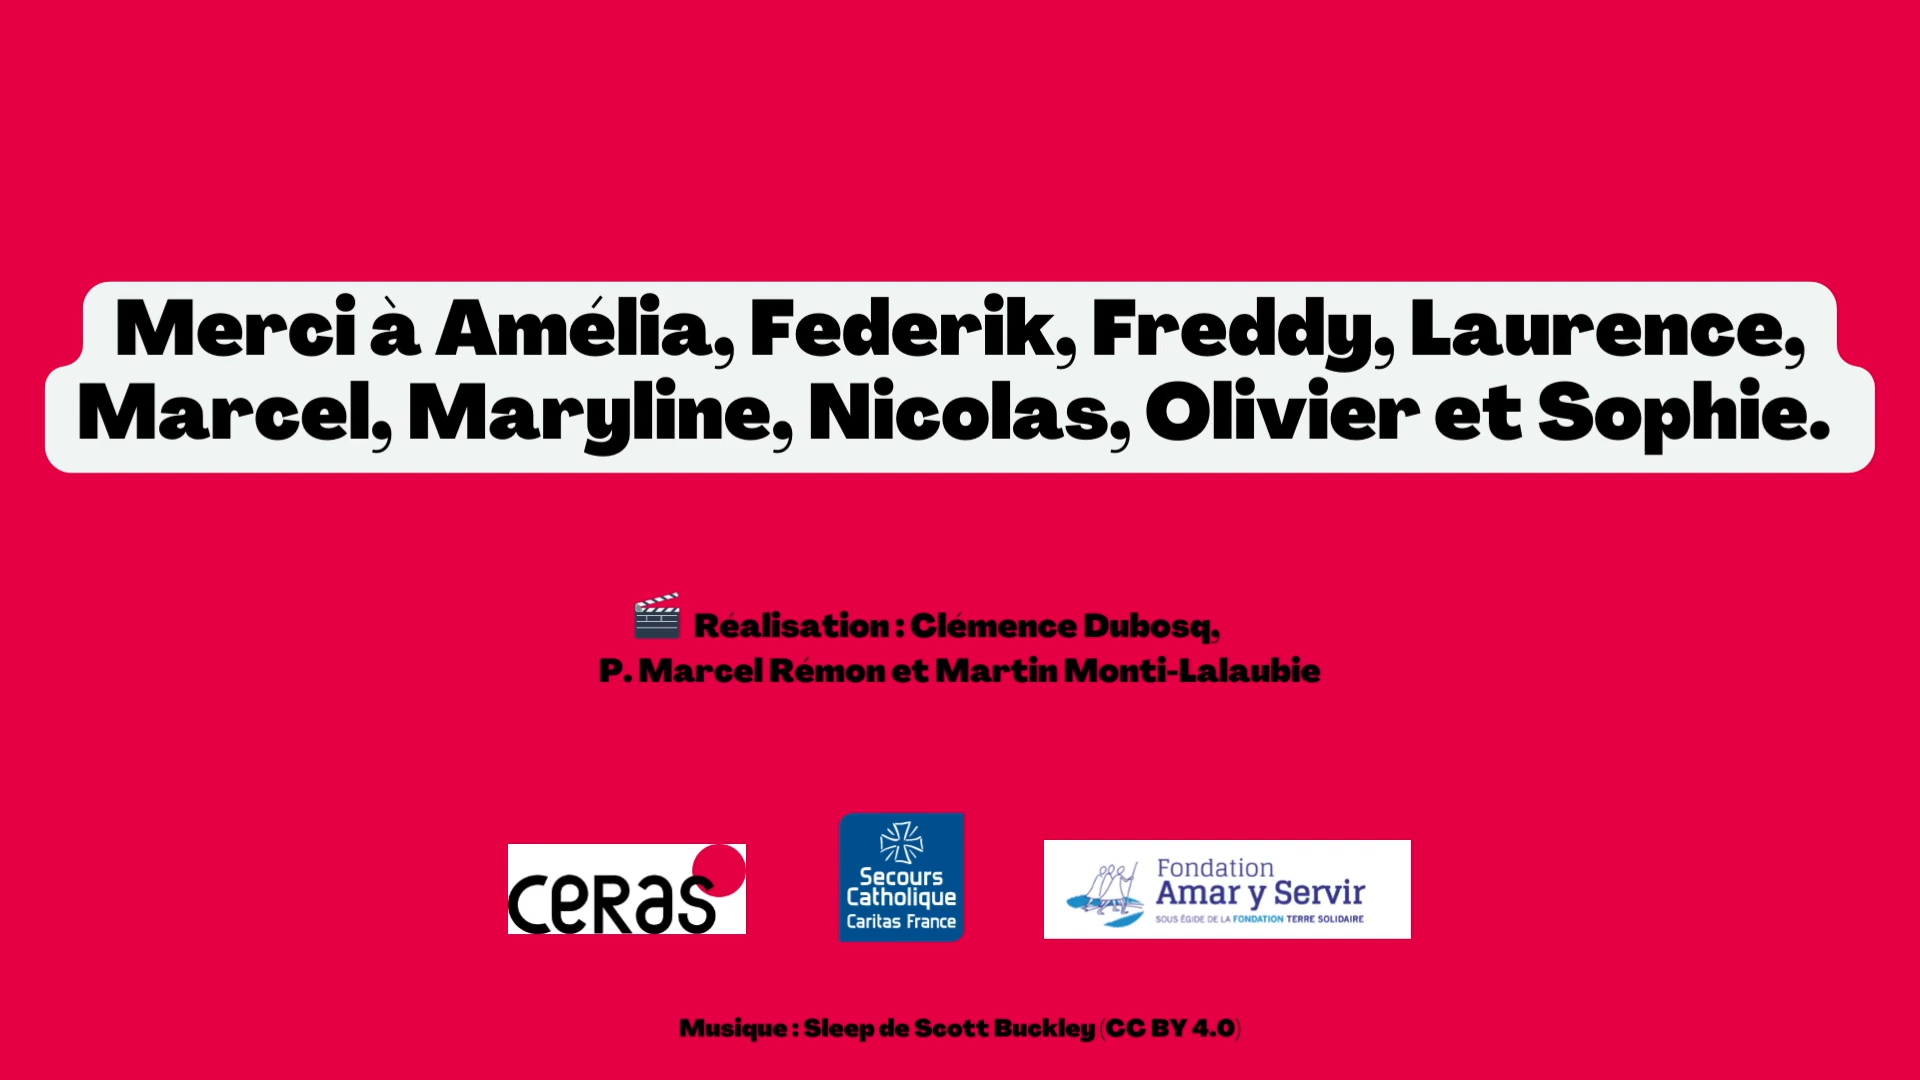 Merci à Amélia, Federik, Freddy, Laurence,
Marcel, Maryline, Nicolas, Olivier et Sophie.
Réalisation : Clémence Dubosq,
P. Marcel Rémon et Martin Monti-Lalaubie
ceRas
Secours
Catholique
Caritas France
Fondation
Amar y Servir
SOUS ÉGIDE DE LA FONDATION TERRE SOLIDAIRE
Musique : Sleep de Scott Buckley (CC BY 4.0)